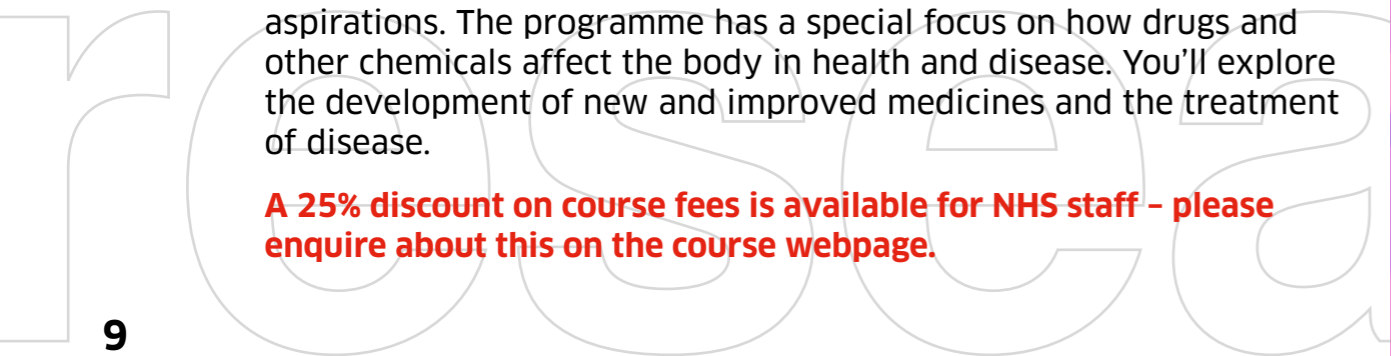 aspirations. The programme has a special focus on how drugs and
other chemicals affect the body in health and disease. You’ll explore
the development of new and improved medicines and the treatment
of disease.
A 25% discount on course fees is available for NHS staff – please
enquire about this on the course webpage.
9
resea